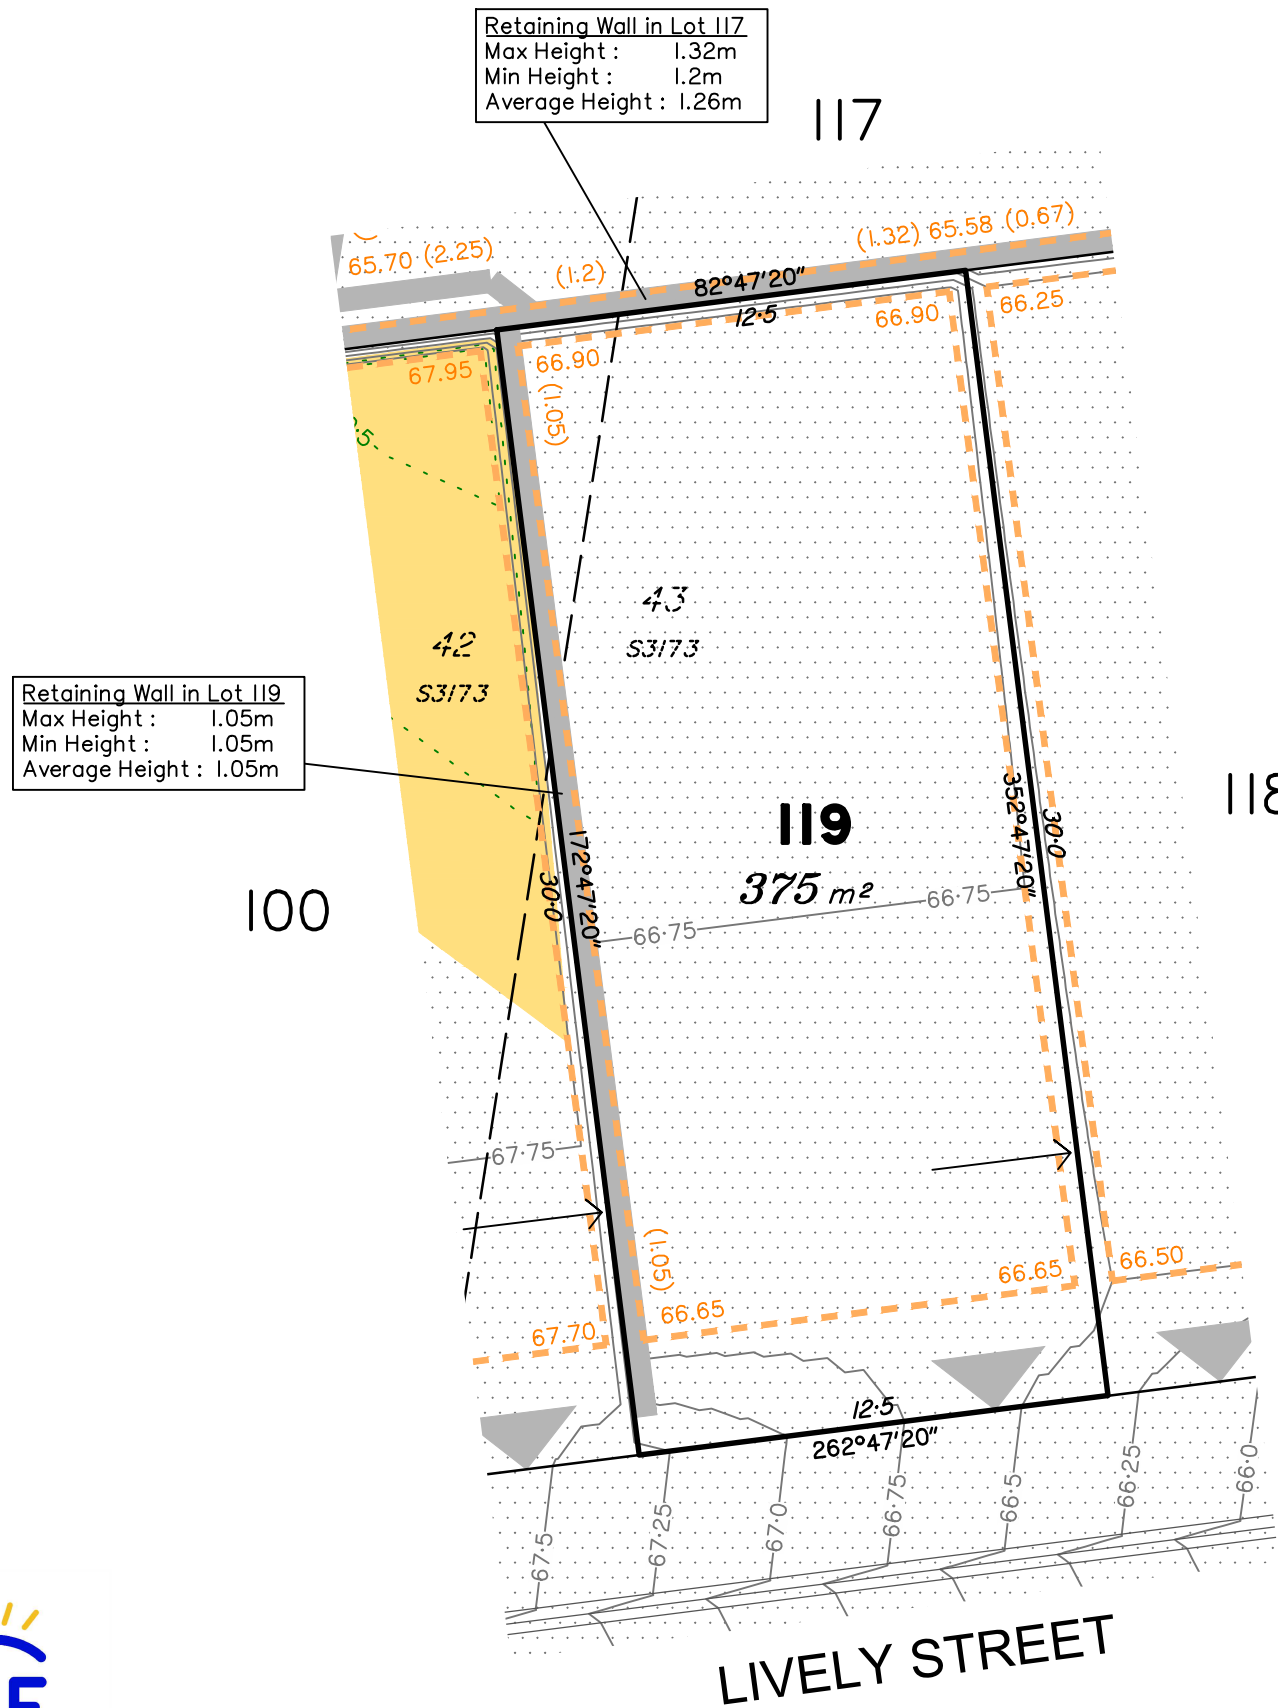 Retaining Wall in Lot 117
Max Height : 1.32m
Min Height : 1.2m
Average Height : 1.26m
117
65.70 (2.25)
(1.2)
(1.32) 65.58 (0.67)
82°47'20"
12·5
66.90
66.25
67.95
66.90
(1.05)
43
S3173
42
S3173
Retaining Wall in Lot 119
Max Height : 1.05m
Min Height : 1.05m
Average Height : 1.05m
119
375 m²
118
352°47'20"
30·0
172°47'20"
30·0
100
66·75
66·75
67·75
(1.05)
66.65
66.50
66.65
67.70
12·5
262°47'20"
67·5
67·25
67·0
66·75
66·5
66·25
66·0
LIVELY STREET